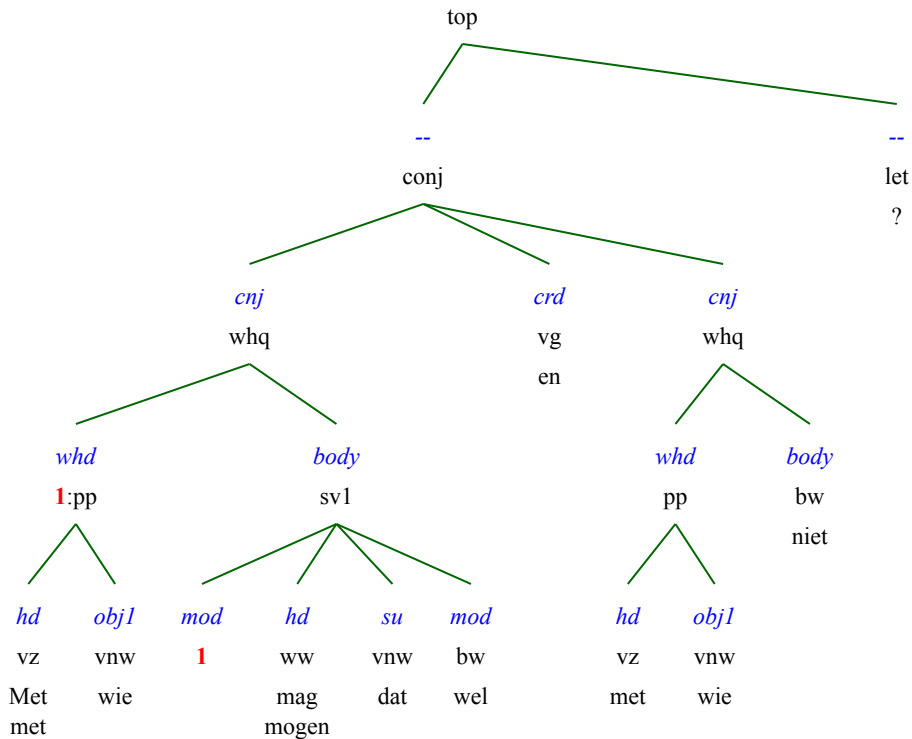 top
-- --
conj let
?
cnj crd cnj
whq vg whq
en
whd body whd body
1:pp sv1 pp bw
niet
hd obj1 mod hd su mod hd obj1
vz vnw 1 ww vnw bw vz vnw
Met wie mag dat wel met wie
met mogen